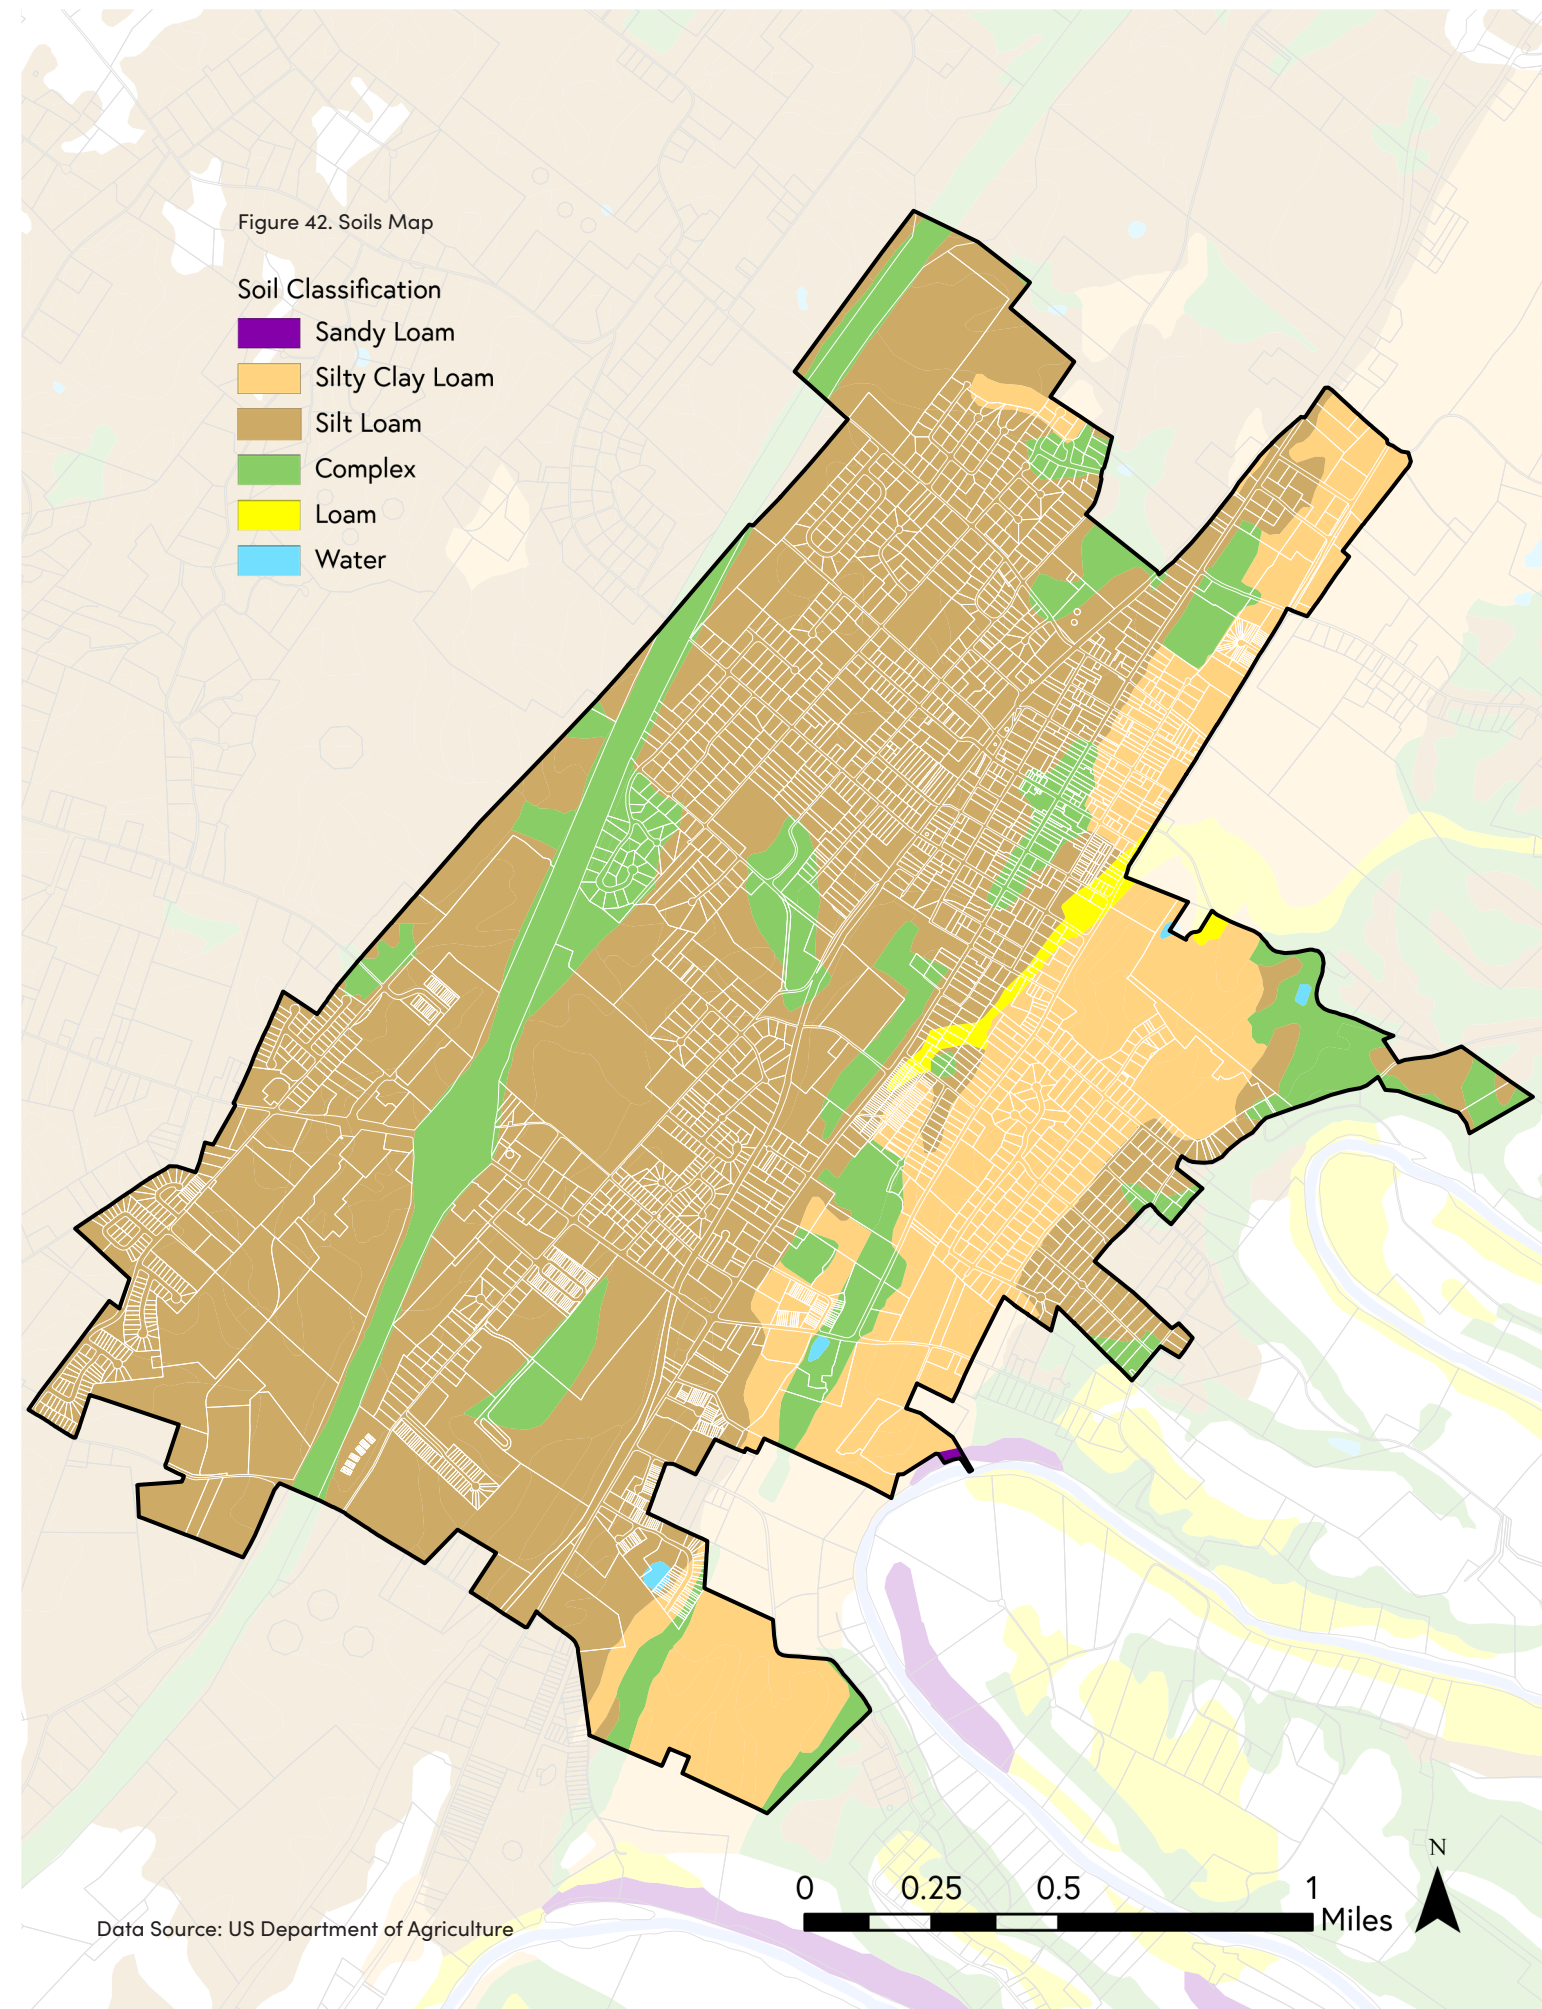 Figure 42. Soils Map
Soil Classification
Sandy Loam
Silty Clay Loam
Silt Loam
Complex
Loam
Water
N
0 0.25 0.5 1
Miles
Data Source: US Department of Agriculture